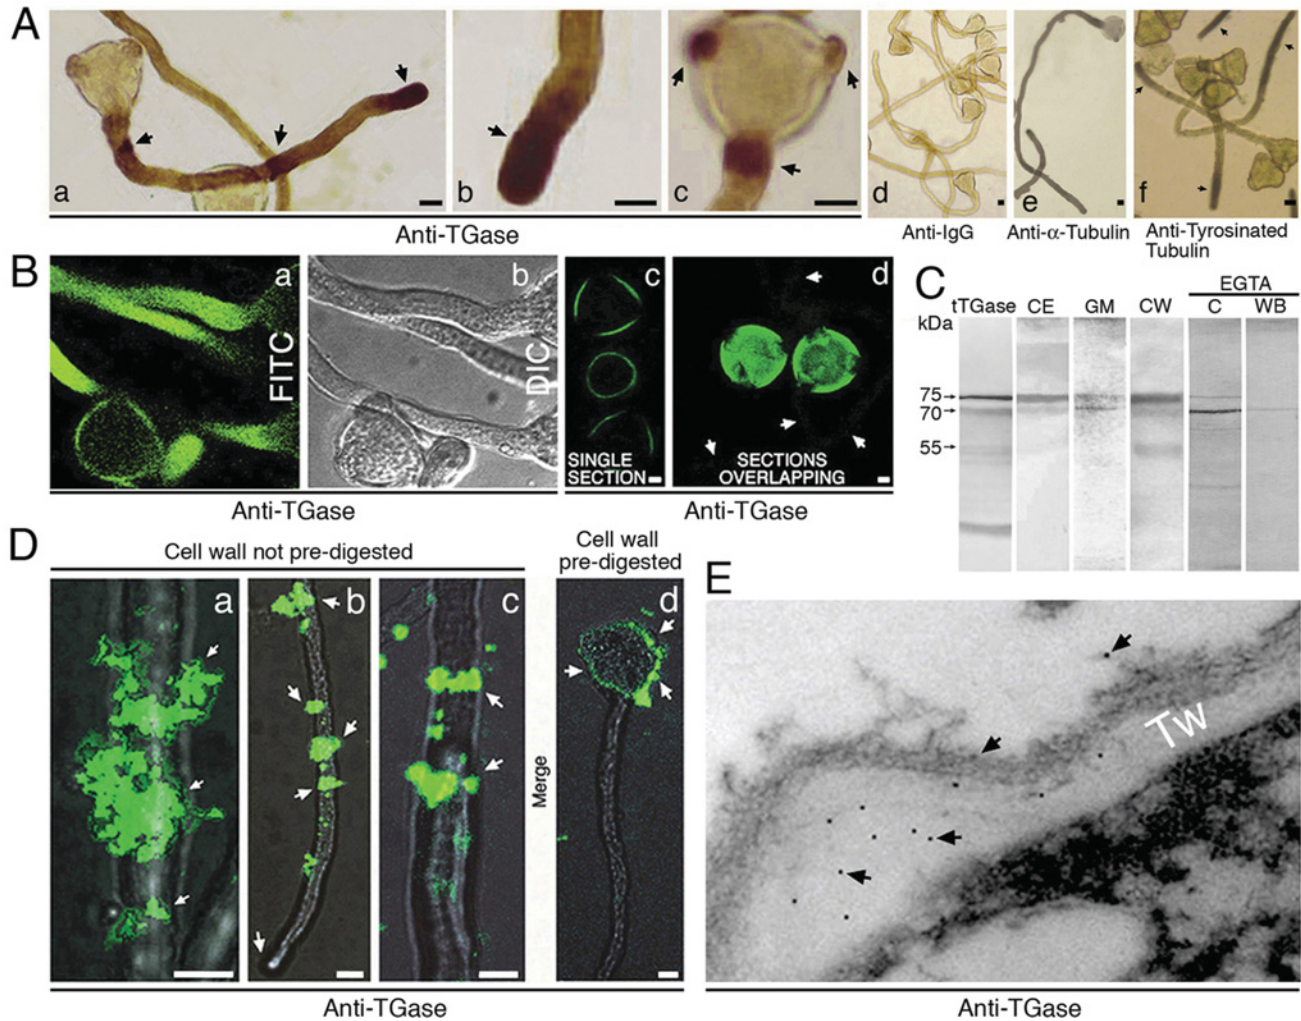 A
a
b
c
d
e
f
Anti-TGase
Anti-IgG
Anti-α-Tubulin
Anti-Tyrosinated
Tubulin
B
a
FITC
b
DIC
c
SINGLE
SECTION
d
SECTIONS
OVERLAPPING
Anti-TGase
Anti-TGase
C
EGTA
tTGase CE GM CW C WB
kDa
75
70
55
D
Cell wall not pre-digested
Cell wall
pre-digested
a
b
c
Merge
d
Anti-TGase
E
Tw
Anti-TGase